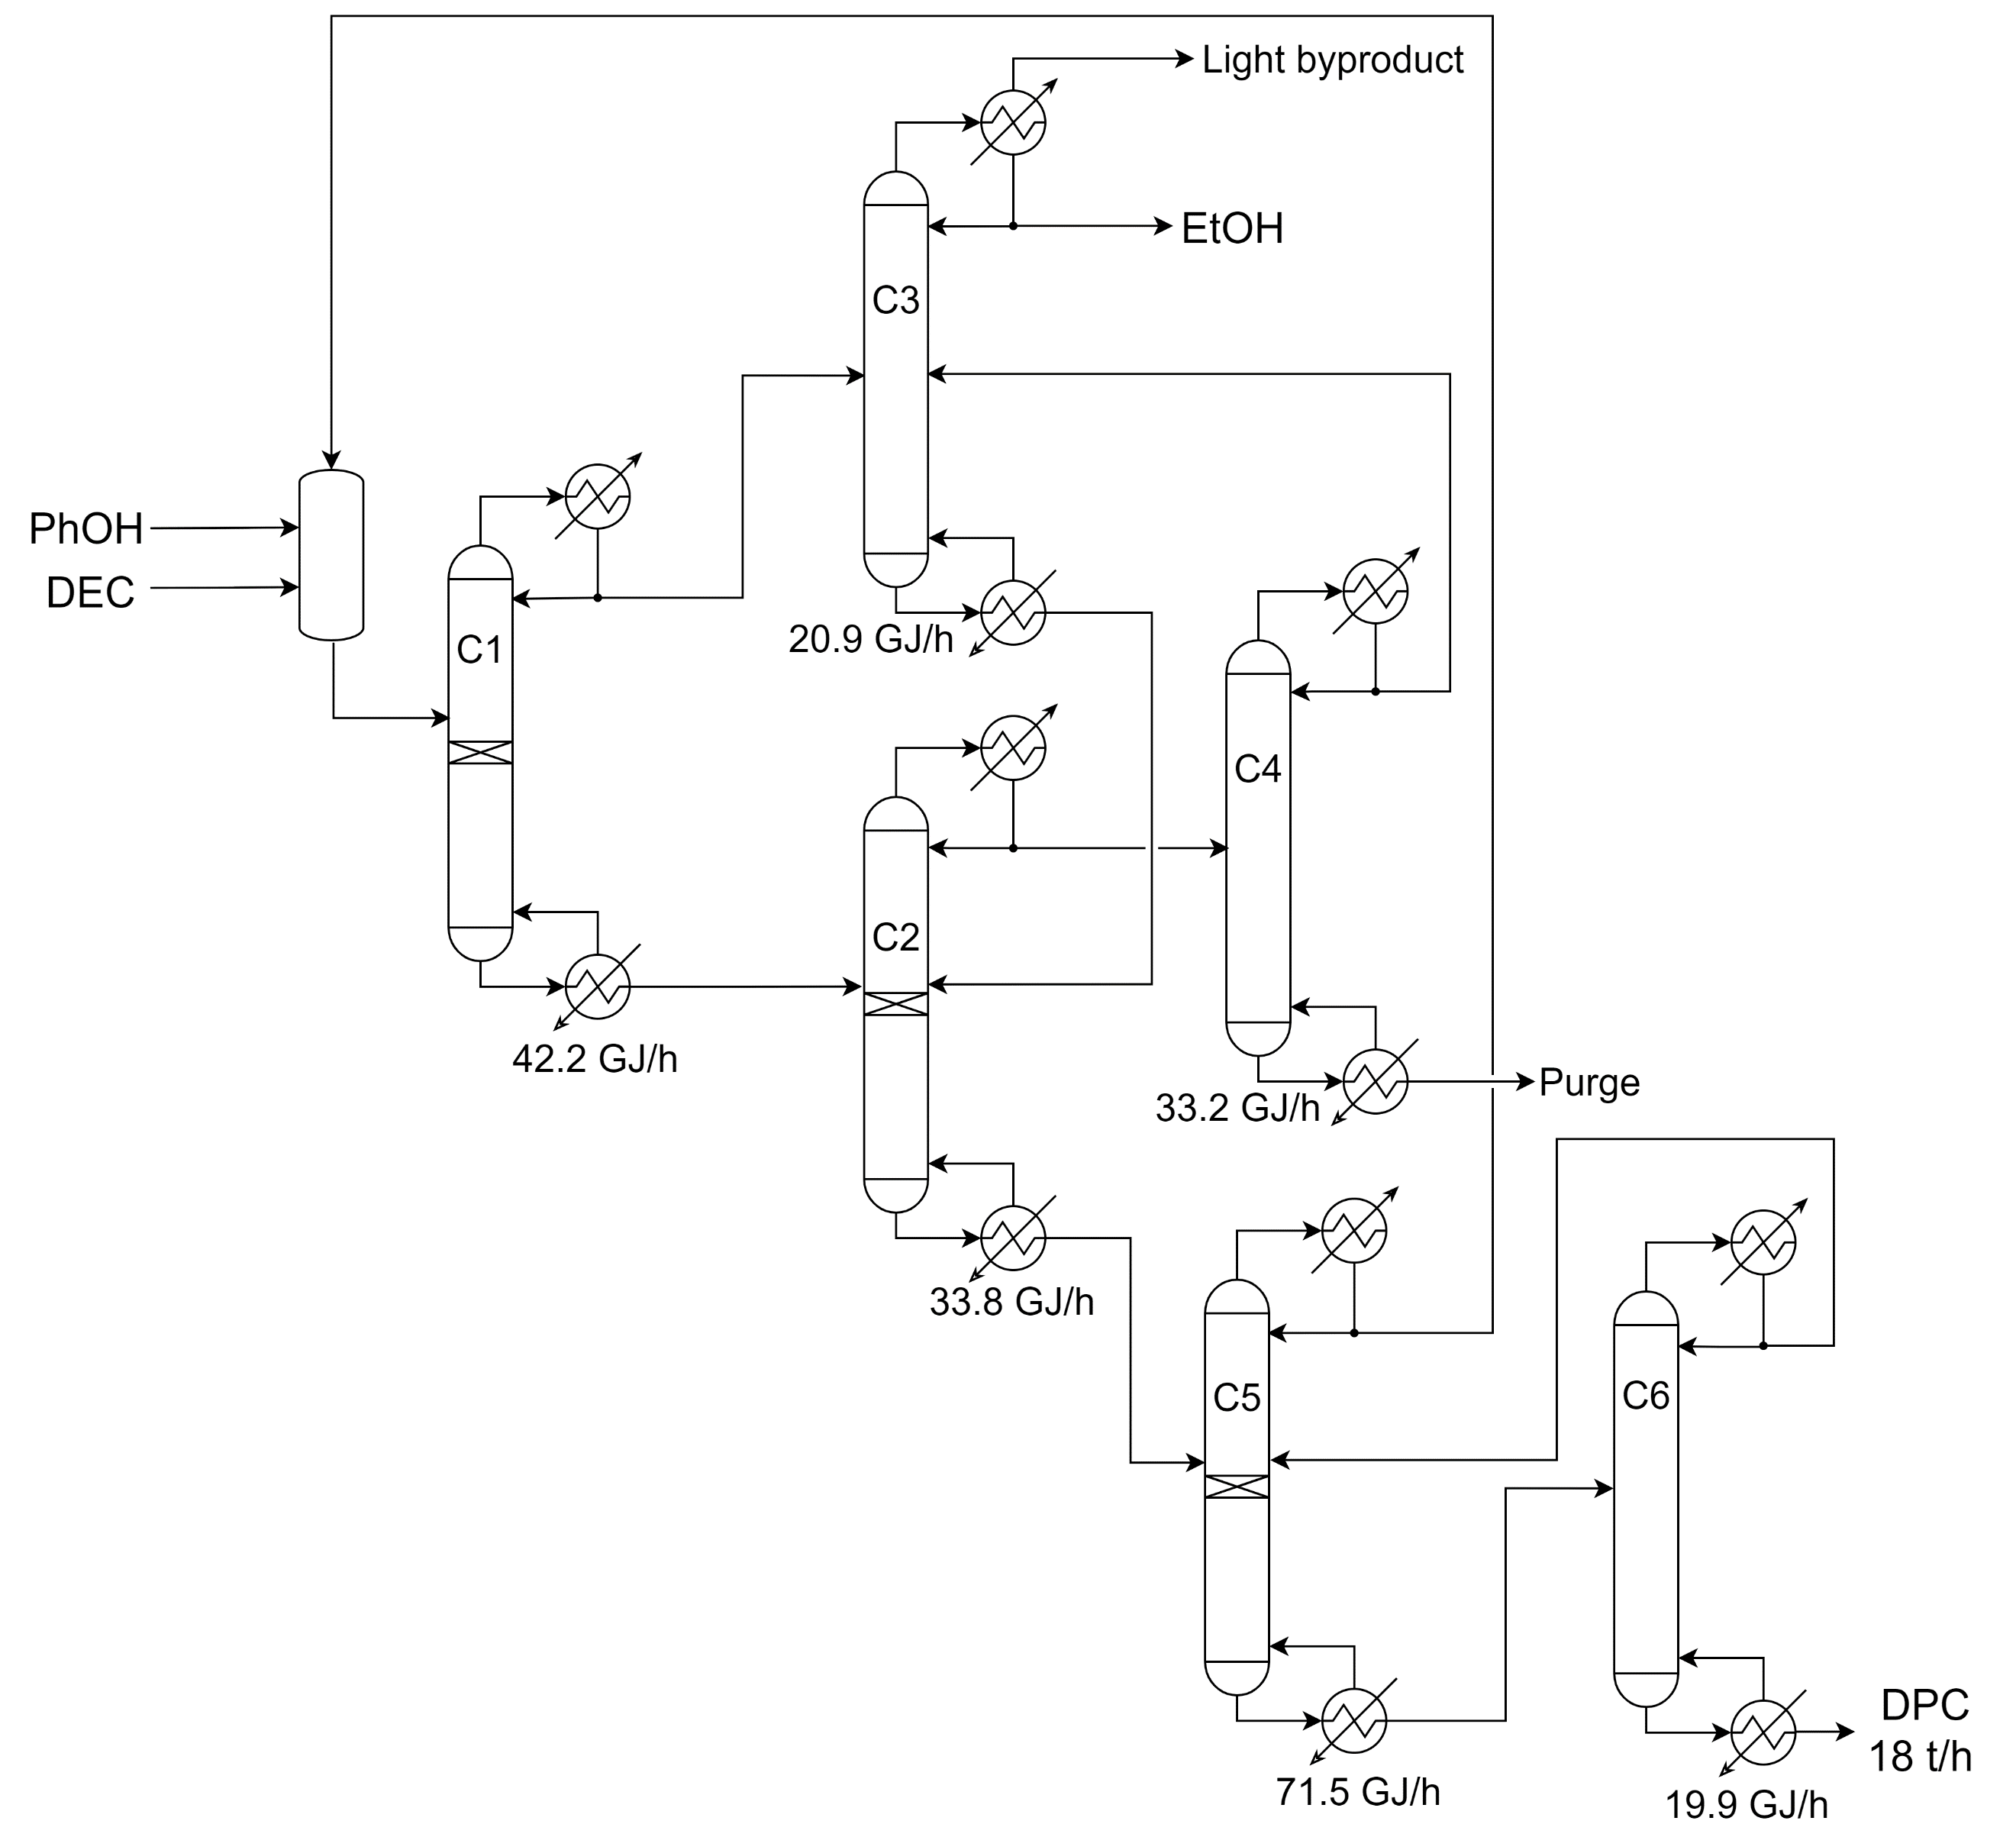 Light byproduct
EtOH
C3
PhOH
DEC
C1
20.9 GJ/h
C4
C2
42.2 GJ/h
33.2 GJ/h
Purge
33.8 GJ/h
C5
C6
DPC
18 t/h
71.5 GJ/h
19.9 GJ/h